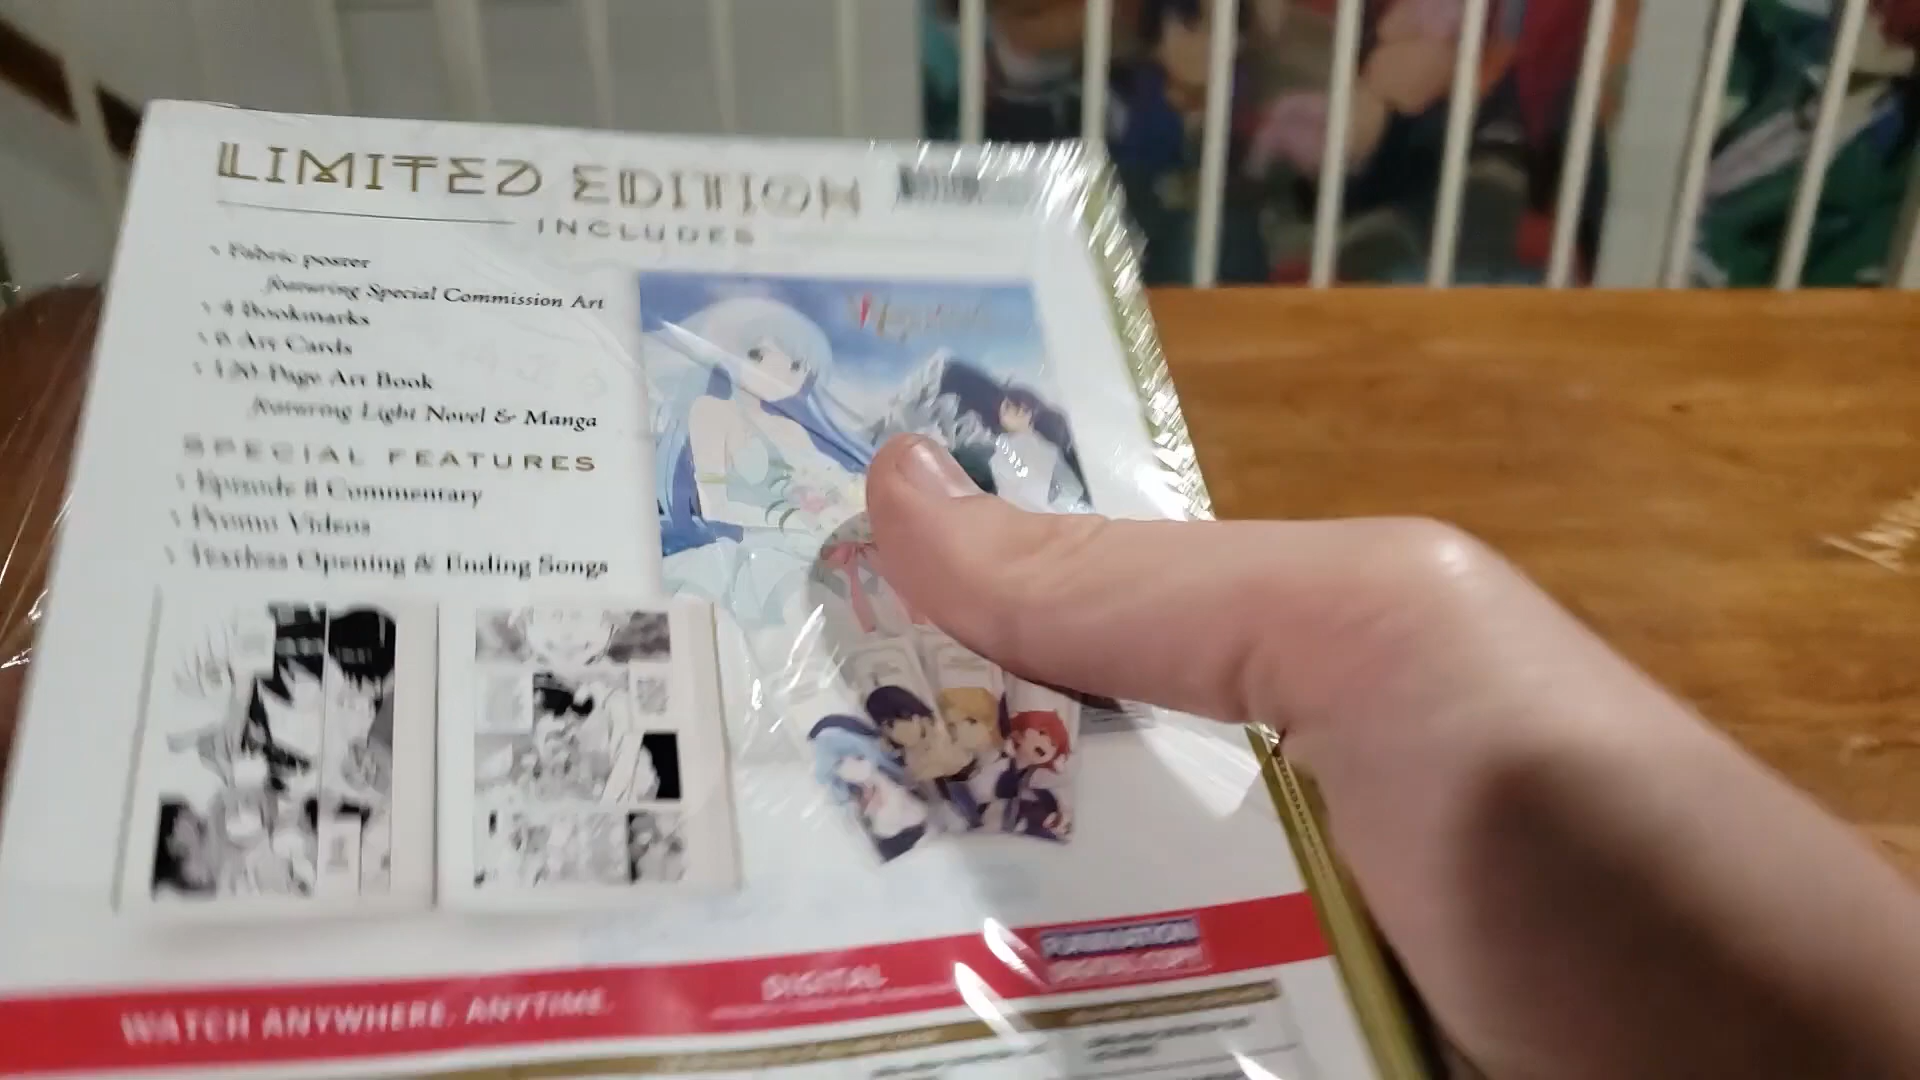 LIMITED EDITION
INCLUDES
Fabric poster
featuring Special Commission Art
4 Bookmarks
6 Art Cards
120-Page Art Book
featuring Light Novel & Manga
SPECIAL FEATURES
Episode 8 Commentary
Promo Videos
Textless Opening & Ending Songs
WATCH ANYWHERE. ANYTIME.
DIGITAL
FUNIMATION
DIGITAL COPY